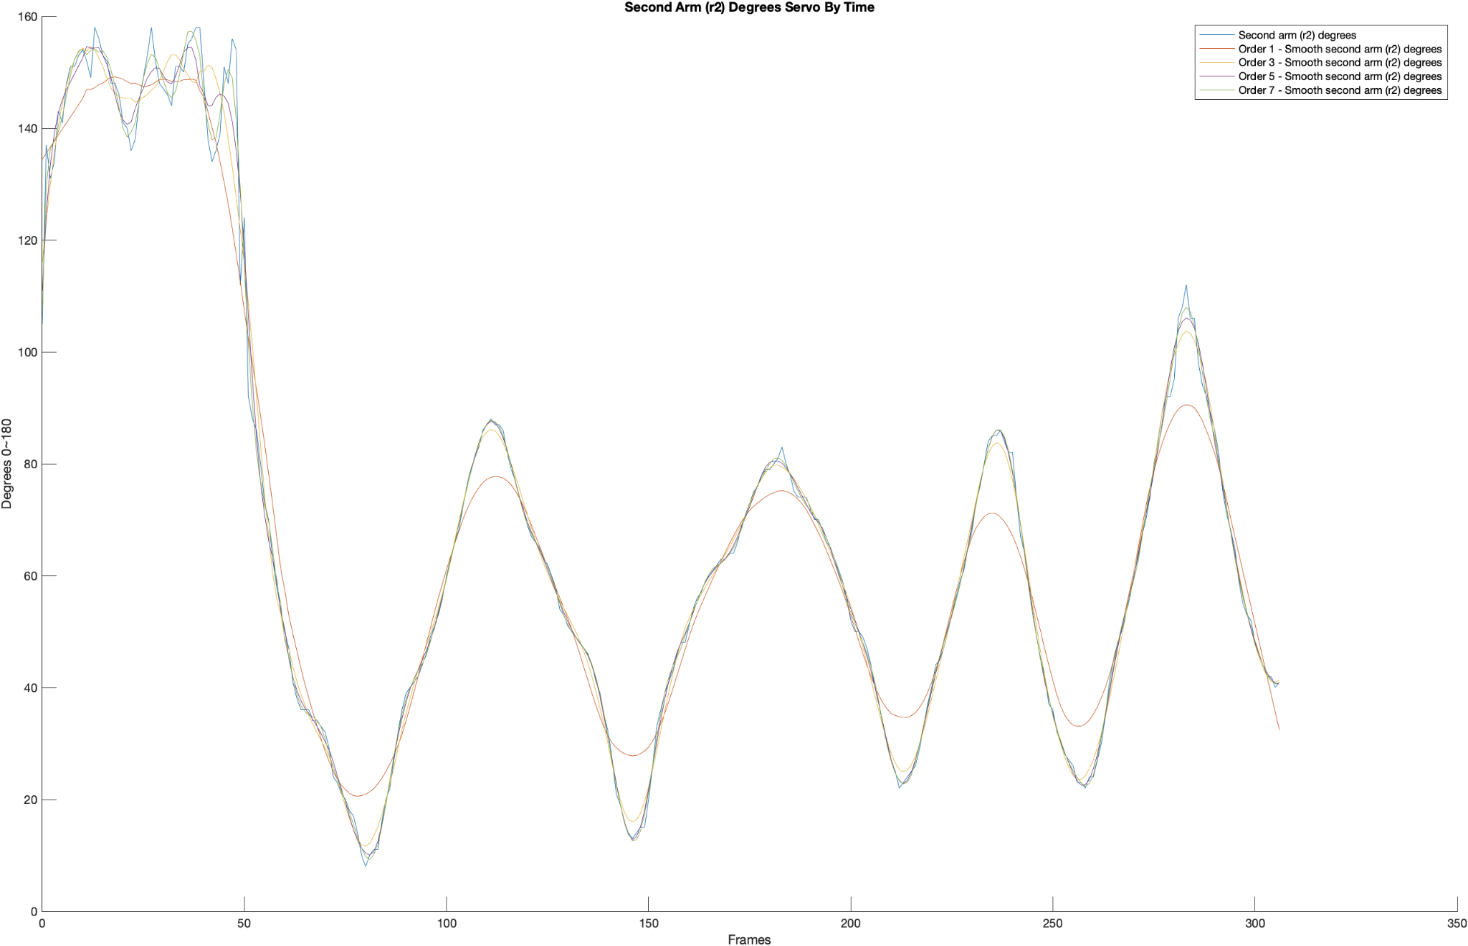 Second Arm (r2) Degrees Servo By Time
160
140
120
100
80
60
40
20
0
Degrees 0~180
Second arm (r2) degrees
Order 1 - Smooth second arm (r2) degrees
Order 3 - Smooth second arm (r2) degrees
Order 5 - Smooth second arm (r2) degrees
Order 7 - Smooth second arm (r2) degrees
0 50 100 150 200 250 300 350
Frames